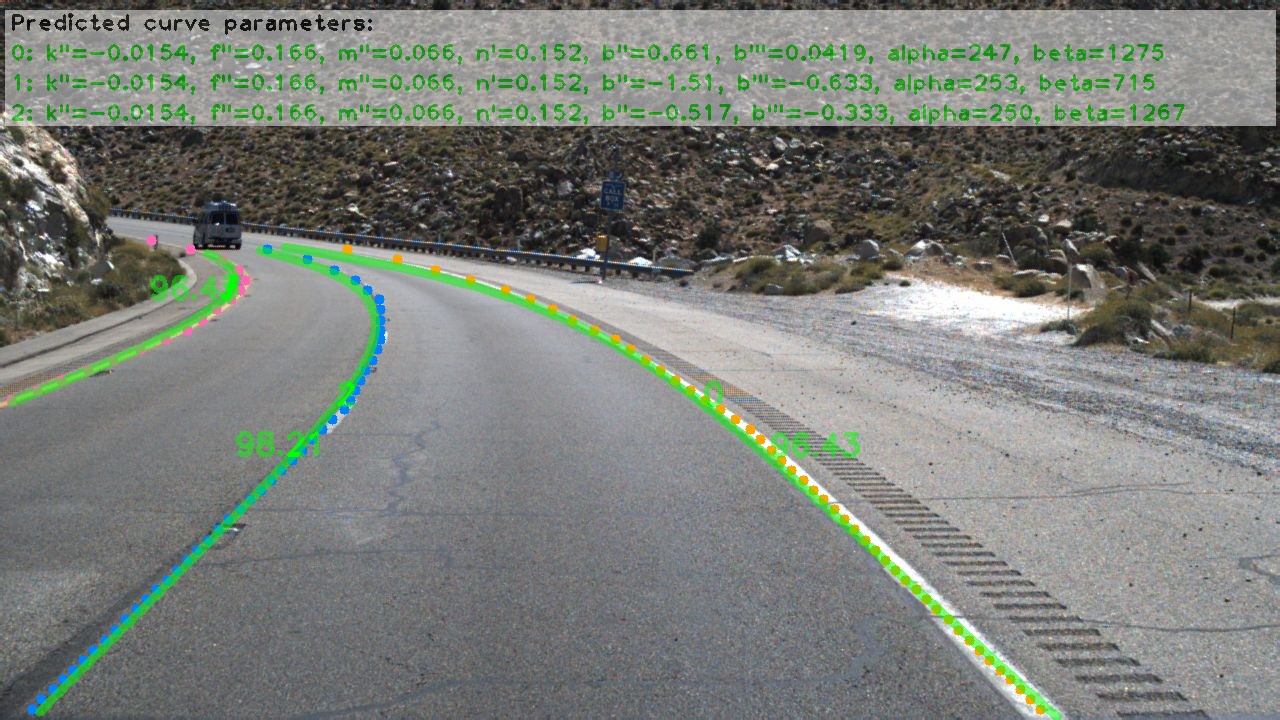 Predicted curve parameters:
0: k''=-0.0154, f''=0.166, m''=0.066, n'=0.152, b''=0.661, b'''=0.0419, alpha=247, beta=1275
1: k''=-0.0154, f''=0.166, m''=0.066, n'=0.152, b''=-1.51, b'''=-0.633, alpha=253, beta=715
2: k''=-0.0154, f''=0.166, m''=0.066, n'=0.152, b''=-0.517, b'''=-0.333, alpha=250, beta=1267
CALL
BOX
0
98.21